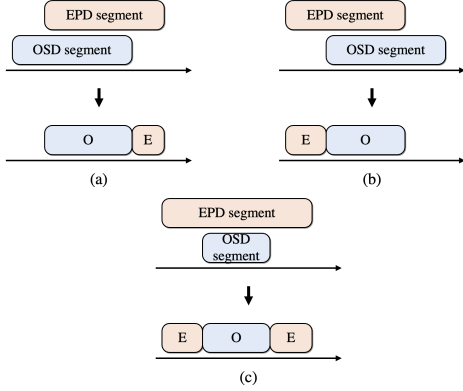 EPD segment
OSD segment
O E
(a)
EPD segment
OSD segment
E O
(b)
EPD segment
OSD
segment
E O E
(c)